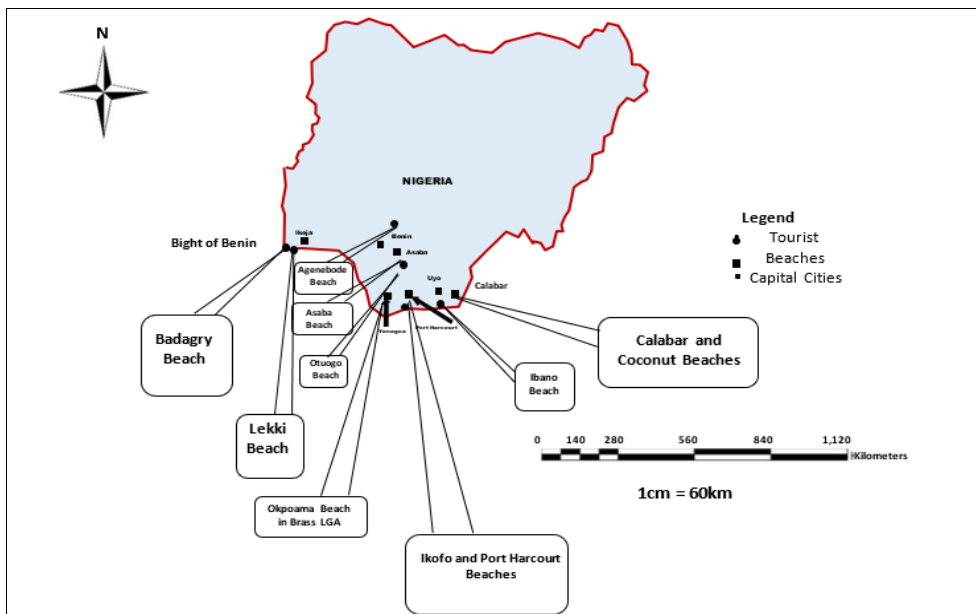 N
NIGERIA
Legend
Tourist
Beaches
Capital Cities
Ikeja
Bight of Benin
Benin
Asaba
Agenebode
Beach
Uyo
Calabar
Asaba
Beach
Yenagoa
Port Harcourt
Badagry
Beach
Otuogo
Beach
Calabar and
Coconut Beaches
Ibano
Beach
Lekki
Beach
0 140 280 560 840 1,120
Kilometers
1cm = 60km
Okpoama Beach
in Brass LGA
Ikofo and Port Harcourt
Beaches